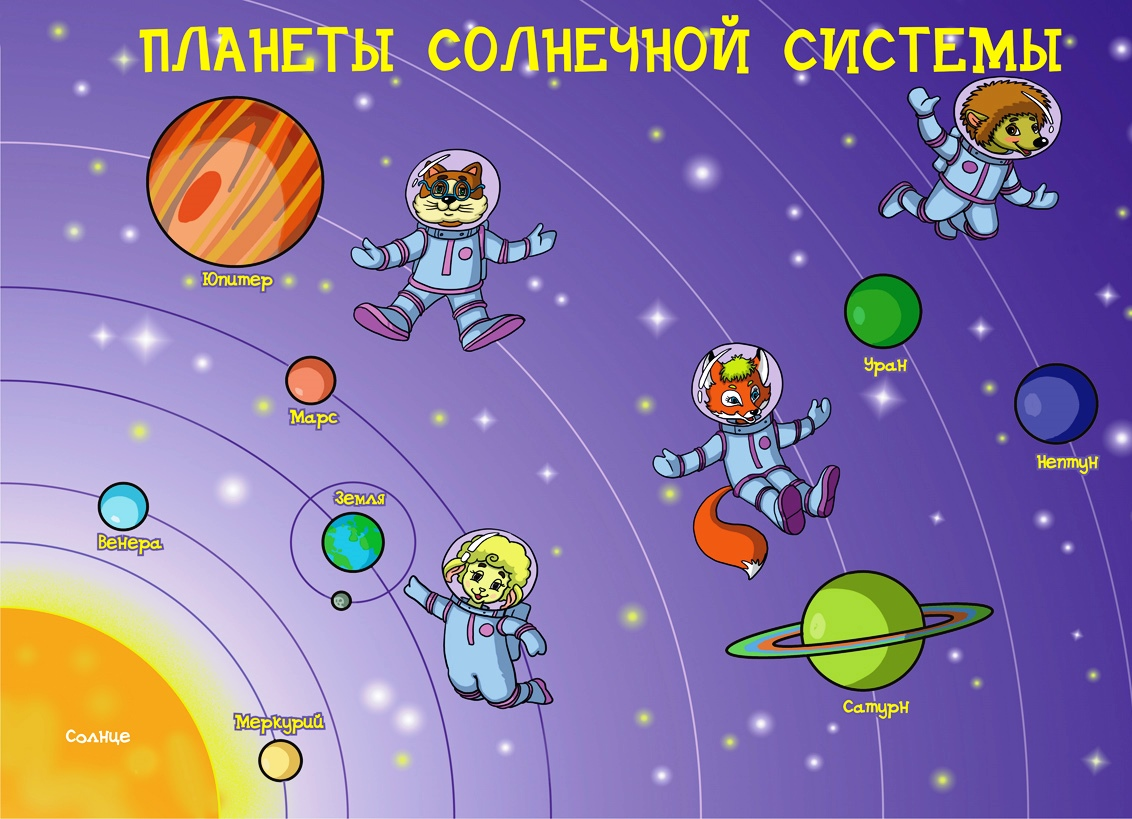 ПЛАНЕТЫ СОЛНЕЧНОЙ СИСТЕМЫ
Юпитер
Уран
Марс
Нептун
Земля
Венера
Сатурн
Меркурий
Солнце